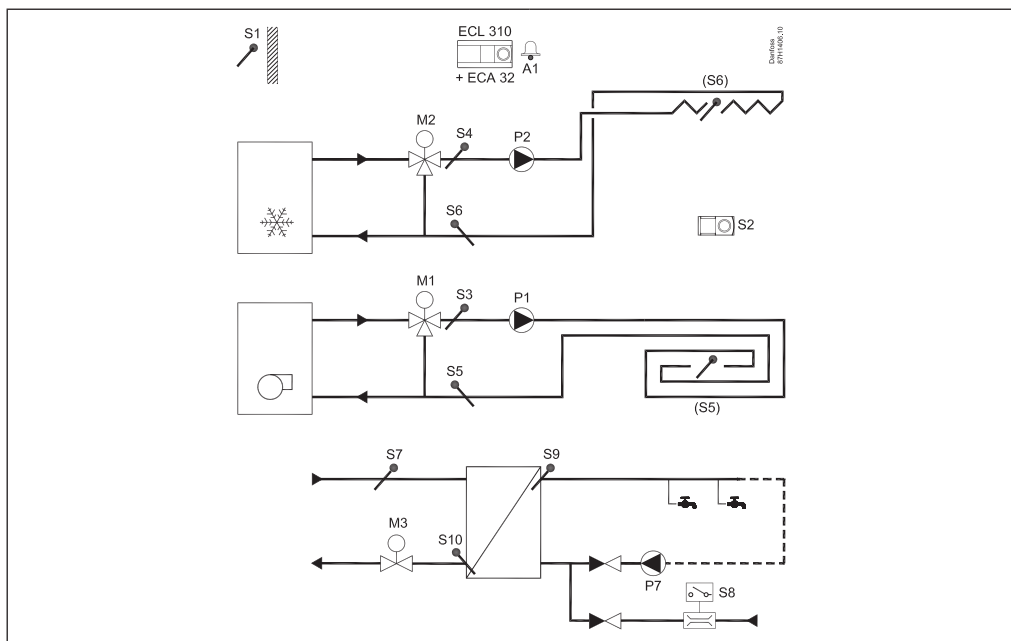 S1
ECL 310
A1
+ ECA 32
Danfoss
87H1406.10
(S6)
M2
S4
P2
S6
S2
M1
S3
P1
S5
(S5)
S7
S9
M3
S10
P7
S8